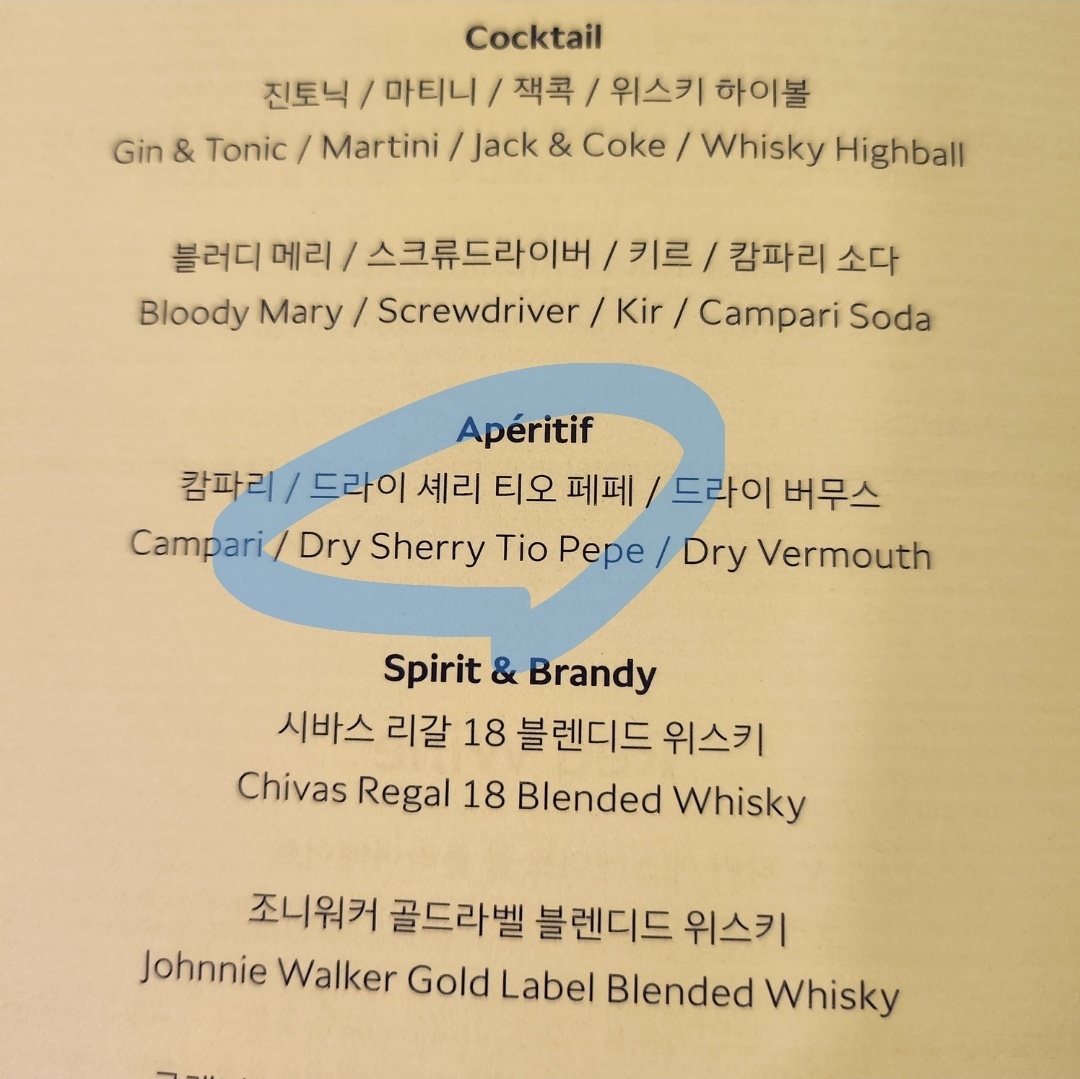 Cocktail
진토닉 / 마티니 / 잭콕 / 위스키 하이볼
Gin & Tonic / Martini / Jack & Coke / Whisky Highball
블러디 메리 / 스크류드라이버 / 키르 / 캄파리 소다
Bloody Mary / Screwdriver / Kir / Campari Soda
Apéritif
캄파리 / 드라이 셰리 티오 페페 / 드라이 버무스
Campari / Dry Sherry Tio Pepe / Dry Vermouth
Spirit & Brandy
시바스 리갈 18 블렌디드 위스키
Chivas Regal 18 Blended Whisky
조니워커 골드라벨 블렌디드 위스키
Johnnie Walker Gold Label Blended Whisky